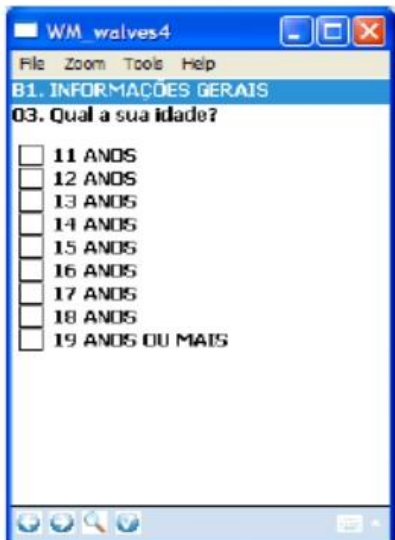 WM_walves4
File Zoom Tools Help
B1. INFORMAÇÕES GERAIS
03. Qual a sua idade?
11 ANOS
12 ANOS
13 ANOS
14 ANOS
15 ANOS
16 ANOS
17 ANOS
18 ANOS
19 ANOS OU MAIS